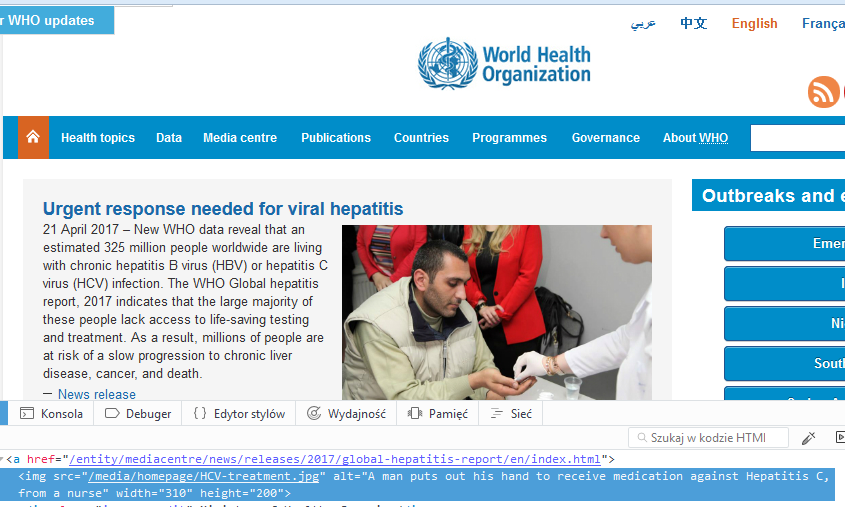 r WHO updates
عربي 中文 English França
World Health
Organization
Health topics Data Media centre Publications Countries Programmes Governance About WHO
Urgent response needed for viral hepatitis
21 April 2017 – New WHO data reveal that an
estimated 325 million people worldwide are living
with chronic hepatitis B virus (HBV) or hepatitis C
virus (HCV) infection. The WHO Global hepatitis
report, 2017 indicates that the large majority of
these people lack access to life-saving testing
and treatment. As a result, millions of people are
at risk of a slow progression to chronic liver
disease, cancer, and death.
— News release
Outbreaks and e
Emer
I
Ni
South
Konsola Debuger { } Edytor stylów Wydajność Pamięć Sieć
Szukaj w kodzie HTML
<a href="/entity/mediacentre/news/releases/2017/global-hepatitis-report/en/index.html">
<img src="/media/homepage/HCV-treatment.jpg" alt="A man puts out his hand to receive medication against Hepatitis C,
from a nurse" width="310" height="200">